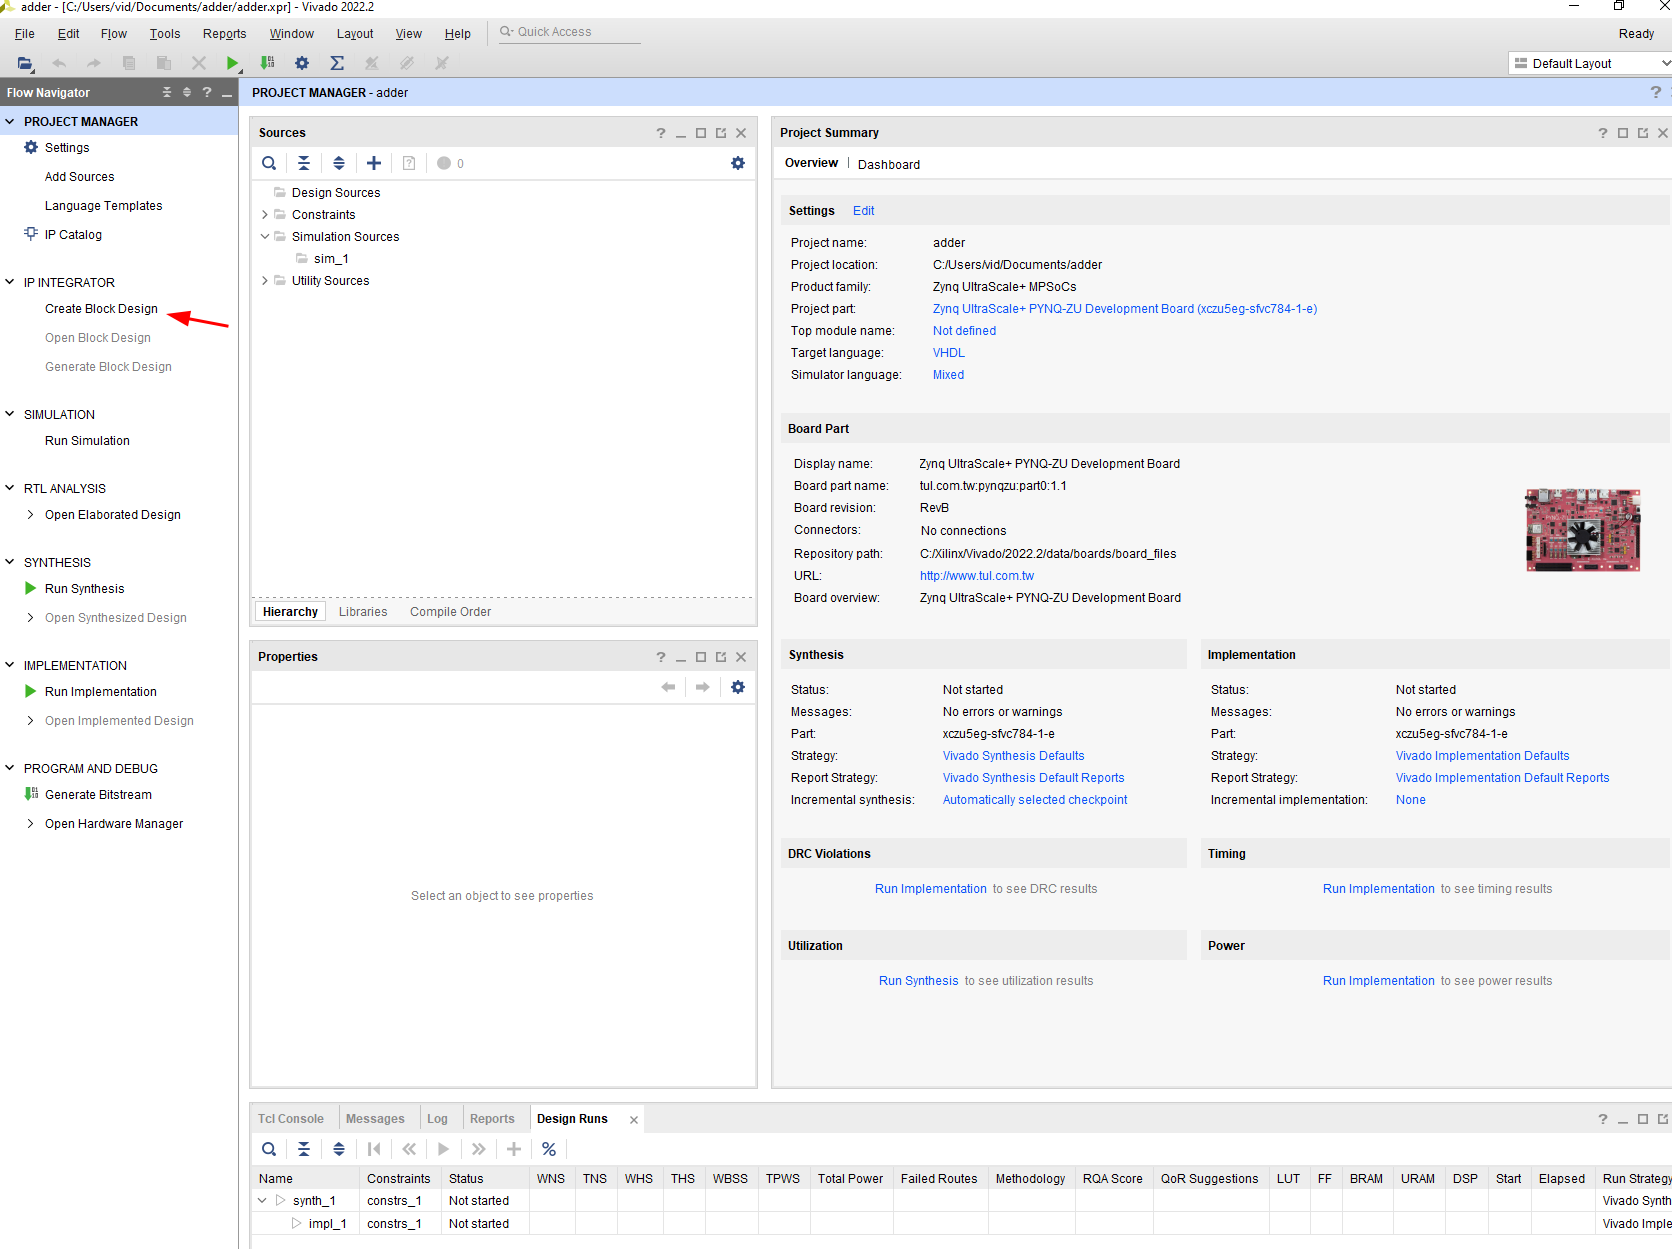 adder - [C:/Users/vid/Documents/adder/adder.xpr] - Vivado 2022.2
File Edit Flow Tools Reports Window Layout View Help Quick Access Ready
Default Layout
Flow Navigator ? _
PROJECT MANAGER - adder ?
PROJECT MANAGER
Settings
Add Sources
Language Templates
IP Catalog
IP INTEGRATOR
Create Block Design
Open Block Design
Generate Block Design
SIMULATION
Run Simulation
RTL ANALYSIS
Open Elaborated Design
SYNTHESIS
Run Synthesis
Open Synthesized Design
IMPLEMENTATION
Run Implementation
Open Implemented Design
PROGRAM AND DEBUG
Generate Bitstream
Open Hardware Manager
Sources
0
Design Sources
Constraints
Simulation Sources
sim_1
Utility Sources
Hierarchy Libraries Compile Order
Properties
Select an object to see properties
Project Summary
Overview | Dashboard
Settings Edit
Project name: adder
Project location: C:/Users/vid/Documents/adder
Product family: Zynq UltraScale+ MPSoCs
Project part: Zynq UltraScale+ PYNQ-ZU Development Board (xczu5eg-sfvc784-1-e)
Top module name: Not defined
Target language: VHDL
Simulator language: Mixed
Board Part
Display name: Zynq UltraScale+ PYNQ-ZU Development Board
Board part name: tul.com.tw:pynqzu:part0:1.1
Board revision: RevB
Connectors: No connections
Repository path: C:/Xilinx/Vivado/2022.2/data/boards/board_files
URL: http://www.tul.com.tw
Board overview: Zynq UltraScale+ PYNQ-ZU Development Board
Synthesis
Status: Not started
Messages: No errors or warnings
Part: xczu5eg-sfvc784-1-e
Strategy: Vivado Synthesis Defaults
Report Strategy: Vivado Synthesis Default Reports
Incremental synthesis: Automatically selected checkpoint
Implementation
Status: Not started
Messages: No errors or warnings
Part: xczu5eg-sfvc784-1-e
Strategy: Vivado Implementation Defaults
Report Strategy: Vivado Implementation Default Reports
Incremental implementation: None
DRC Violations
Run Implementation to see DRC results
Timing
Run Implementation to see timing results
Utilization
Run Synthesis to see utilization results
Power
Run Implementation to see power results
Tcl Console Messages Log Reports Design Runs
Name Constraints Status WNS TNS WHS THS WBSS TPWS Total Power Failed Routes Methodology RQA Score QoR Suggestions LUT FF BRAM URAM DSP Start Elapsed Run Strategy
synth_1 constrs_1 Not started Vivado Synth
impl_1 constrs_1 Not started Vivado Imple